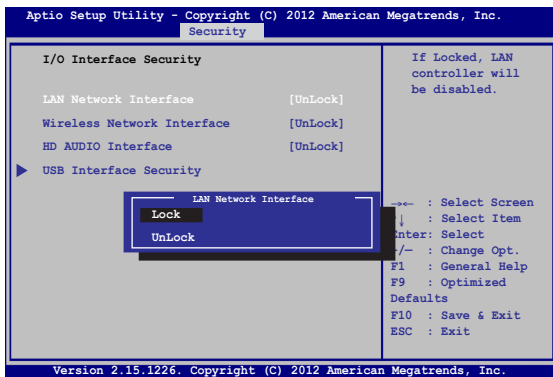 Aptio Setup Utility - Copyright (C) 2012 American Megatrends, Inc.
Security
I/O Interface Security
LAN Network Interface [UnLock]
Wireless Network Interface [UnLock]
HD AUDIO Interface [UnLock]
USB Interface Security
If Locked, LAN
controller will
be disabled.
LAN Network Interface
Lock
UnLock
→← : Select Screen
↓ : Select Item
Enter: Select
/— : Change Opt.
F1 : General Help
F9 : Optimized
Defaults
F10 : Save & Exit
ESC : Exit
Version 2.15.1226. Copyright (C) 2012 American Megatrends, Inc.